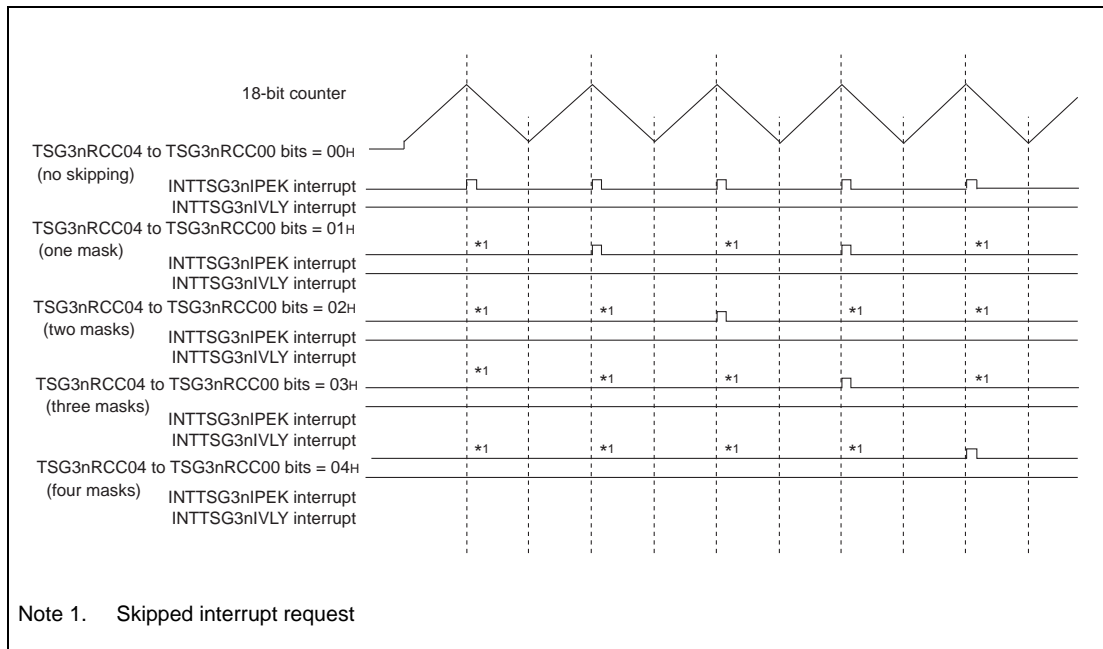 18-bit counter
TSG3nRCC04 to TSG3nRCC00 bits = 00H
(no skipping)
INTTSG3nIPEK interrupt
INTTSG3nIVLY interrupt
TSG3nRCC04 to TSG3nRCC00 bits = 01H
(one mask)
*1 *1 *1
INTTSG3nIPEK interrupt
INTTSG3nIVLY interrupt
TSG3nRCC04 to TSG3nRCC00 bits = 02H
*1 *1 *1 *1
(two masks)
INTTSG3nIPEK interrupt
INTTSG3nIVLY interrupt
*1
TSG3nRCC04 to TSG3nRCC00 bits = 03H
*1 *1 *1
(three masks)
INTTSG3nIPEK interrupt
INTTSG3nIVLY interrupt
*1 *1 *1 *1
TSG3nRCC04 to TSG3nRCC00 bits = 04H
(four masks)
INTTSG3nIPEK interrupt
INTTSG3nIVLY interrupt
Note 1. Skipped interrupt request